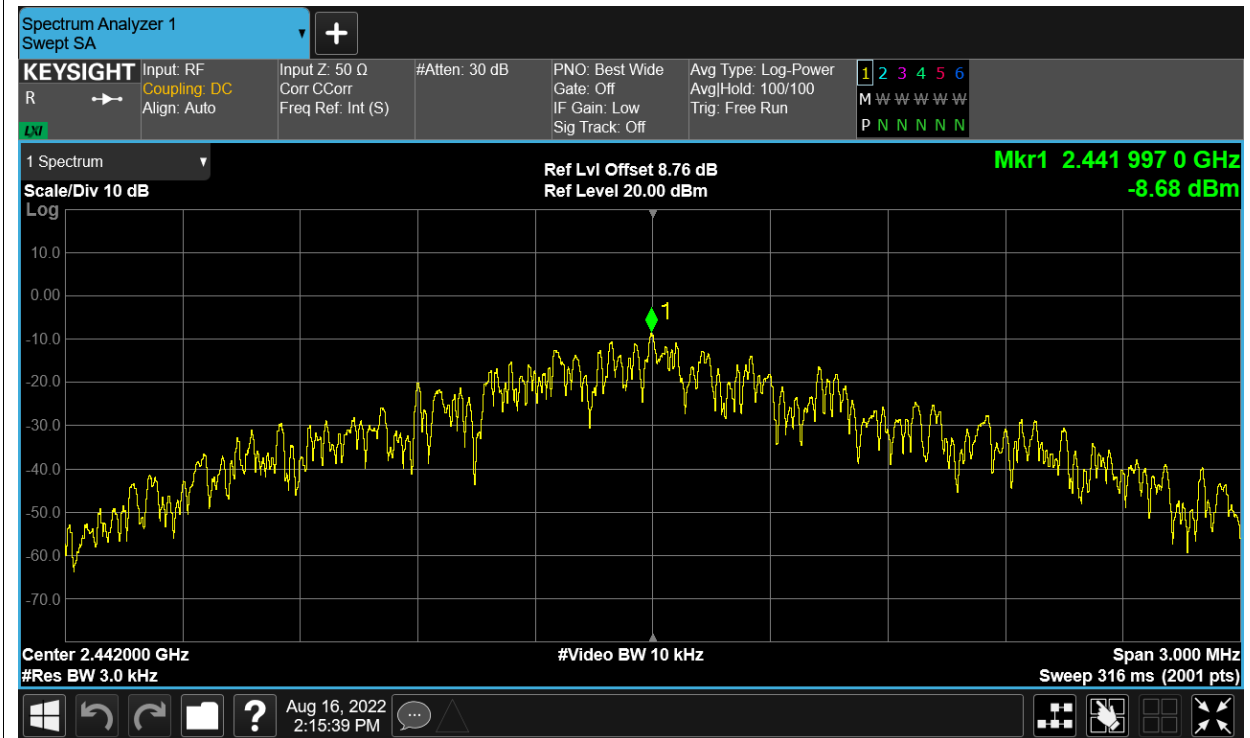 Spectrum Analyzer 1
Swept SA
+
KEYSIGHT
R
LXI
Input: RF
Coupling: DC
Align: Auto
Input Z: 50 Ω
Corr CCorr
Freq Ref: Int (S)
#Atten: 30 dB
PNO: Best Wide
Gate: Off
IF Gain: Low
Sig Track: Off
Avg Type: Log-Power
Avg|Hold: 100/100
Trig: Free Run
1 2 3 4 5 6
M W W W W W
P N N N N N
1 Spectrum
Scale/Div 10 dB
Log
Ref Lvl Offset 8.76 dB
Ref Level 20.00 dBm
Mkr1 2.441 997 0 GHz
-8.68 dBm
10.0
0.00
-10.0
-20.0
-30.0
-40.0
-50.0
-60.0
-70.0
1
Center 2.442000 GHz
#Res BW 3.0 kHz
#Video BW 10 kHz
Span 3.000 MHz
Sweep 316 ms (2001 pts)
?
Aug 16, 2022
2:15:39 PM